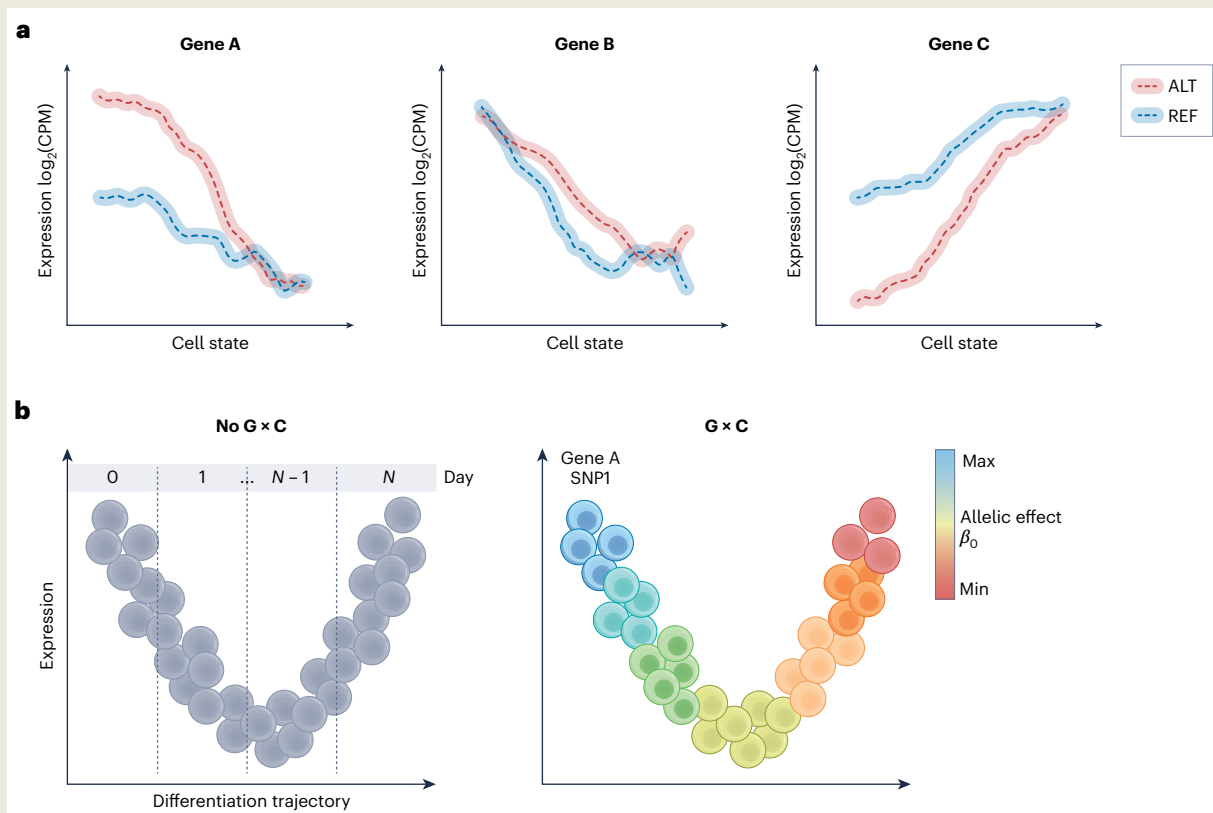 a
Gene A
Gene B
Gene C
Expression log₂(CPM)
Cell state
Expression log₂(CPM)
Cell state
Expression log₂(CPM)
Cell state
ALT
REF
b
No G × C
G × C
0 1 ... N – 1 N Day
Expression
Differentiation trajectory
Gene A
SNP1
Max
Allelic effect
β₀
Min